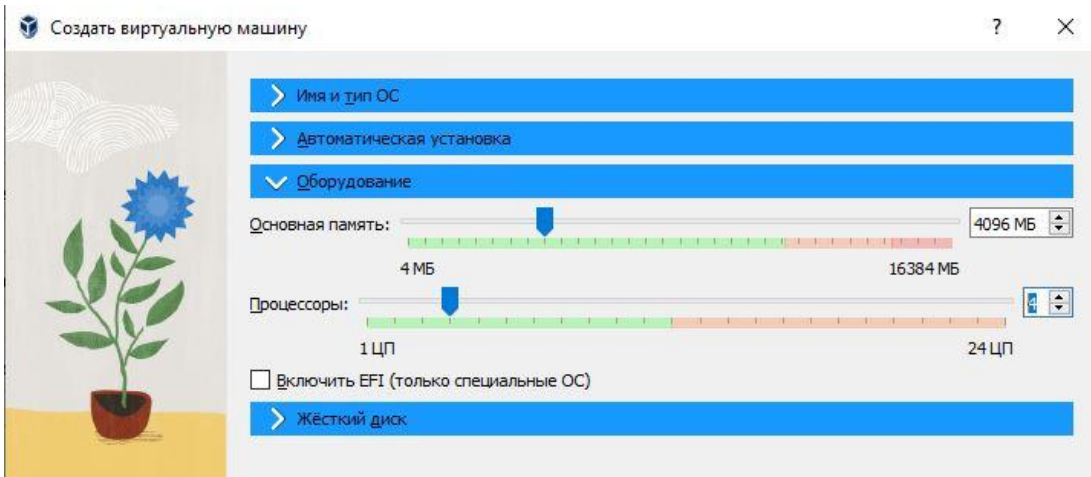 Создать виртуальную машину
?
Имя и тип ОС
Автоматическая установка
Оборудование
Основная память: 4096 МБ
4 МБ 16384 МБ
Процессоры: 4
1 ЦП 24 ЦП
Включить EFI (только специальные ОС)
Жёсткий диск